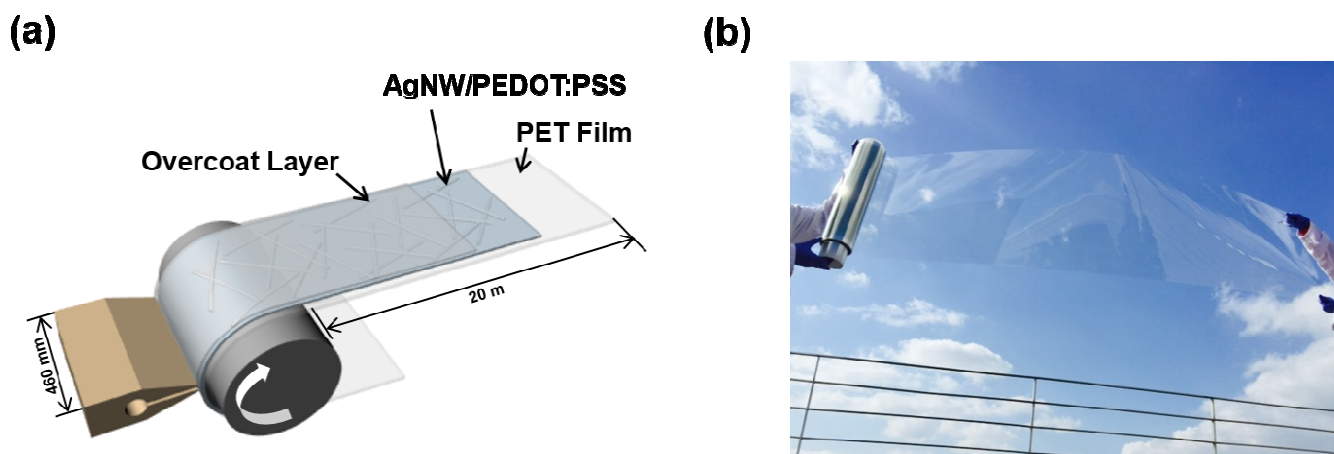 (a)
(b)
AgNW/PEDOT:PSS
PET Film
Overcoat Layer
20 m
460 mm